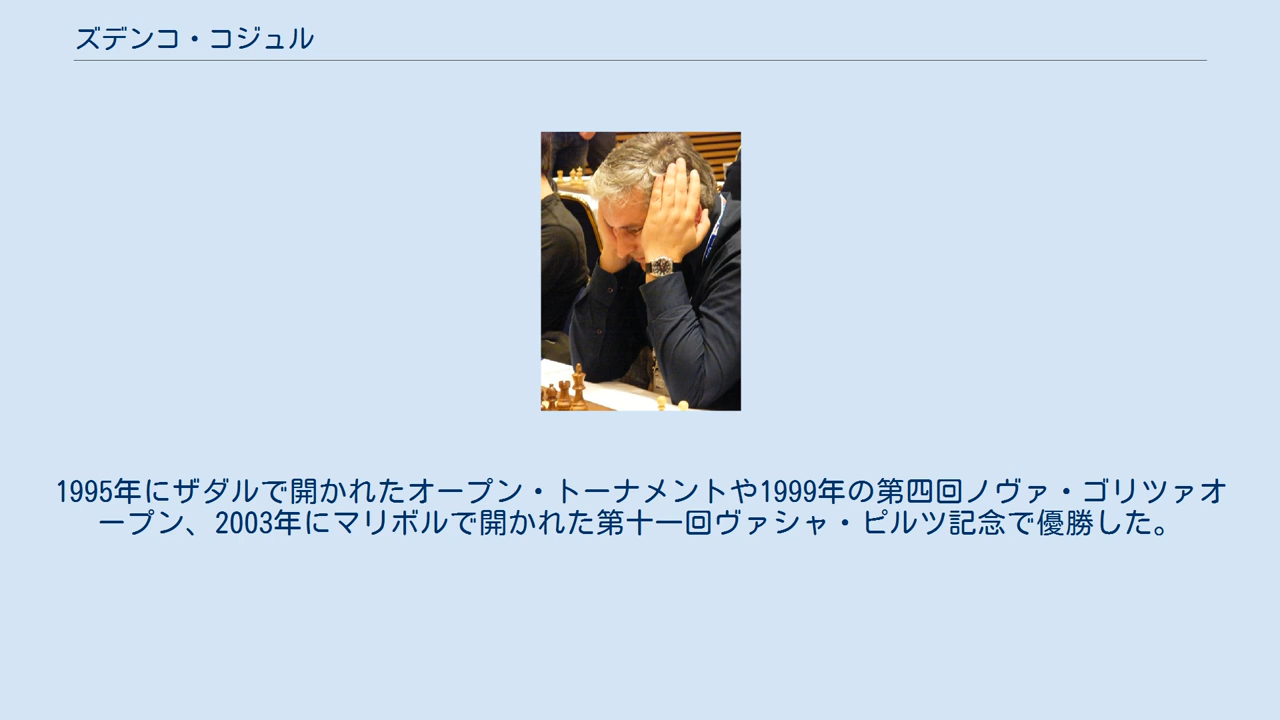 ズデンコ・コジュル
1995年にザダルで開かれたオープン・トーナメントや1999年の第四回ノヴァ・ゴリツァオ
ープン、2003年にマリボルで開かれた第十一回ヴァシャ・ピルツ記念で優勝した。